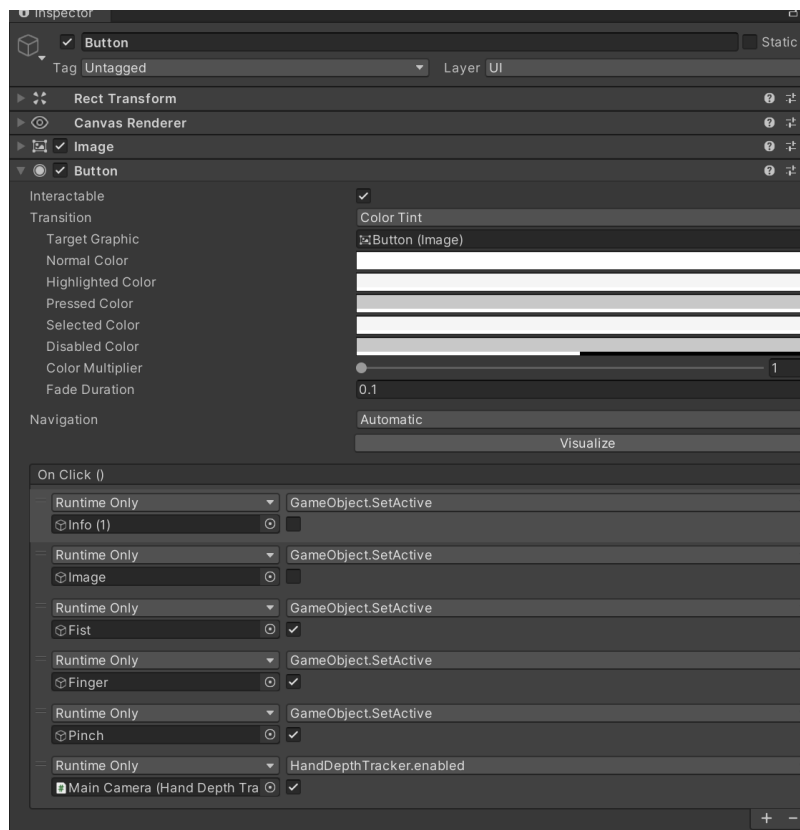 Inspector
Button Static
Tag Untagged Layer UI
Rect Transform
Canvas Renderer
Image
Button
Interactable
Transition Color Tint
Target Graphic Button (Image)
Normal Color
Highlighted Color
Pressed Color
Selected Color
Disabled Color
Color Multiplier 1
Fade Duration 0.1
Navigation Automatic
Visualize
On Click ()
Runtime Only GameObject.SetActive
Info (1)
Runtime Only GameObject.SetActive
Image
Runtime Only GameObject.SetActive
Fist
Runtime Only GameObject.SetActive
Finger
Runtime Only GameObject.SetActive
Pinch
Runtime Only HandDepthTracker.enabled
Main Camera (Hand Depth Tra